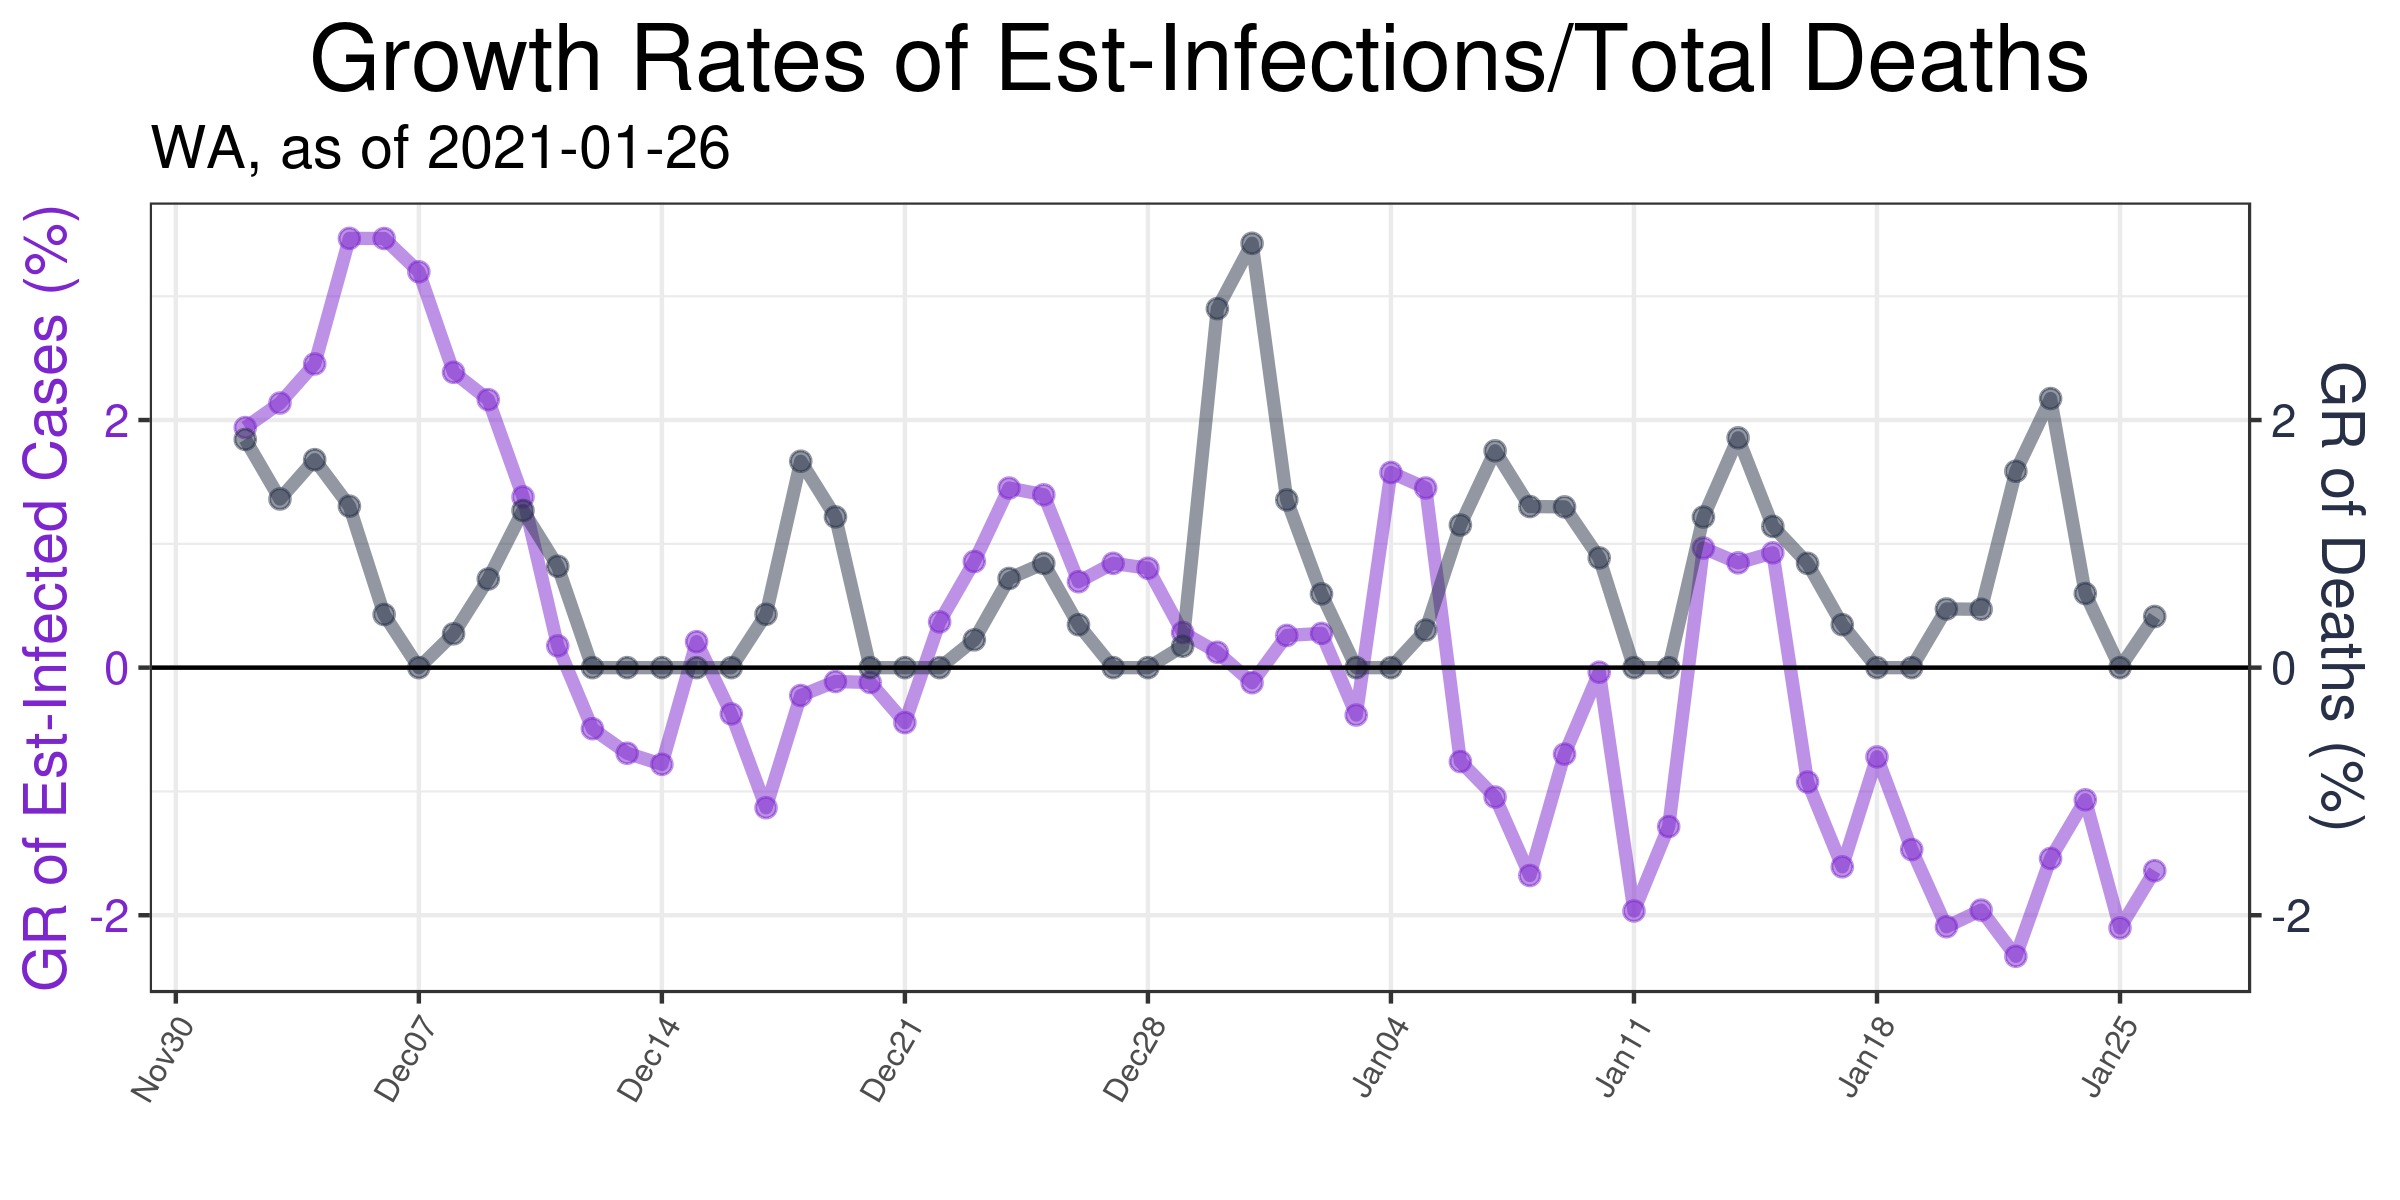 Growth Rates of Est-Infections/Total Deaths
WA, as of 2021-01-26
GR of Est-Infected Cases (%)
2
0
-2
2
0
-2
GR of Deaths (%)
Nov30
Dec07
Dec14
Dec21
Dec28
Jan04
Jan11
Jan18
Jan25